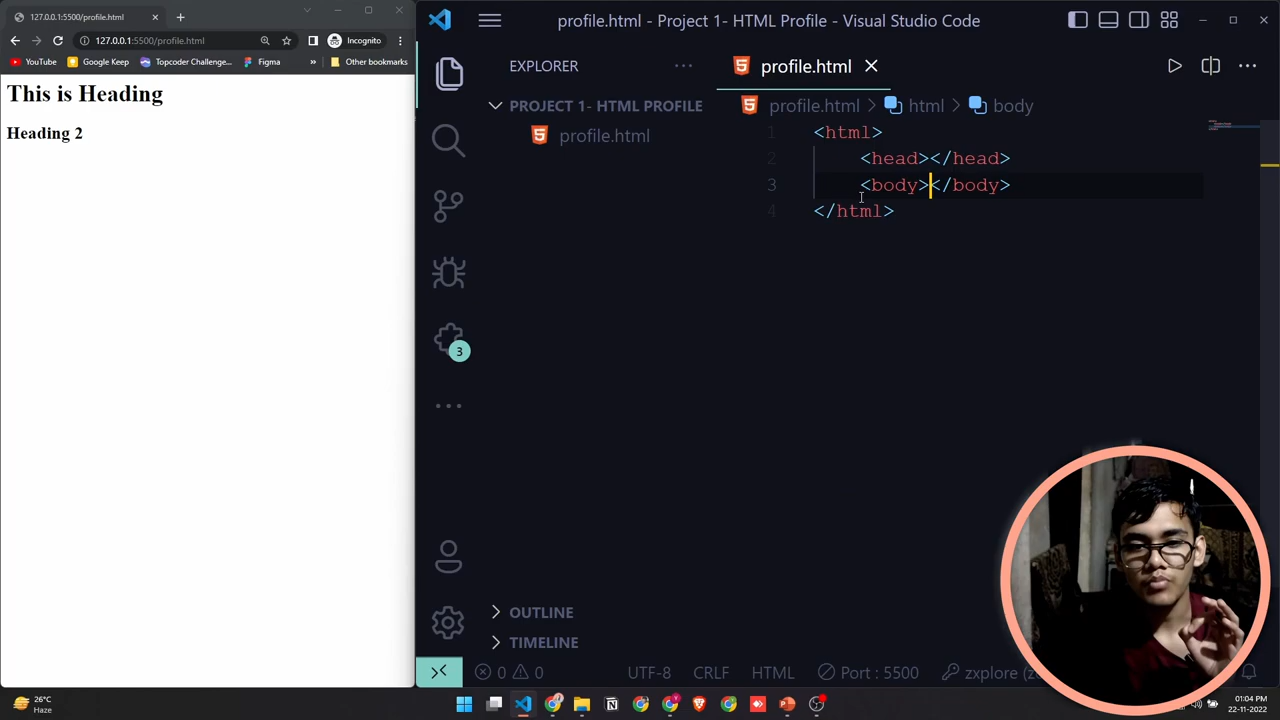 127.0.0.1:5500/profile.html
127.0.0.1:5500/profile.html
Incognito
YouTube
Google Keep
Topcoder Challenge...
Figma
»
Other bookmarks
This is Heading
Heading 2
profile.html - Project 1- HTML Profile - Visual Studio Code
EXPLORER
PROJECT 1- HTML PROFILE
profile.html
3
OUTLINE
TIMELINE
profile.html
profile.html > html > body
1 <html>
2 <head></head>
3 <body></body>
4 </html>
0 0 UTF-8 CRLF HTML Port : 5500 zxplore (z
26°C
Haze
01:04 PM
22-11-2022